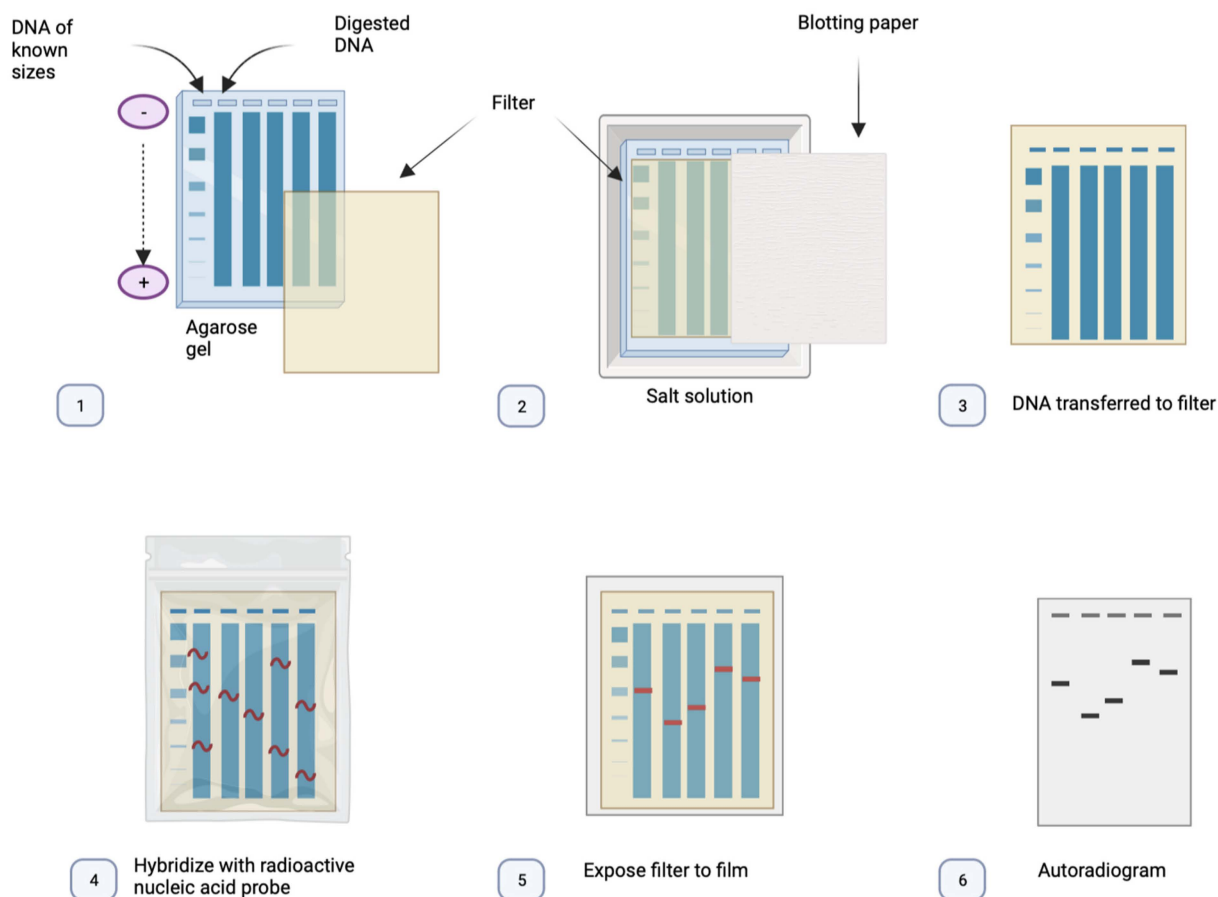 DNA of
known
sizes
Digested
DNA
-
+
Filter
Agarose
gel
1
Blotting paper
Salt solution
2
3
DNA transferred to filter
4
Hybridize with radioactive
nucleic acid probe
5
Expose filter to film
6
Autoradiogram